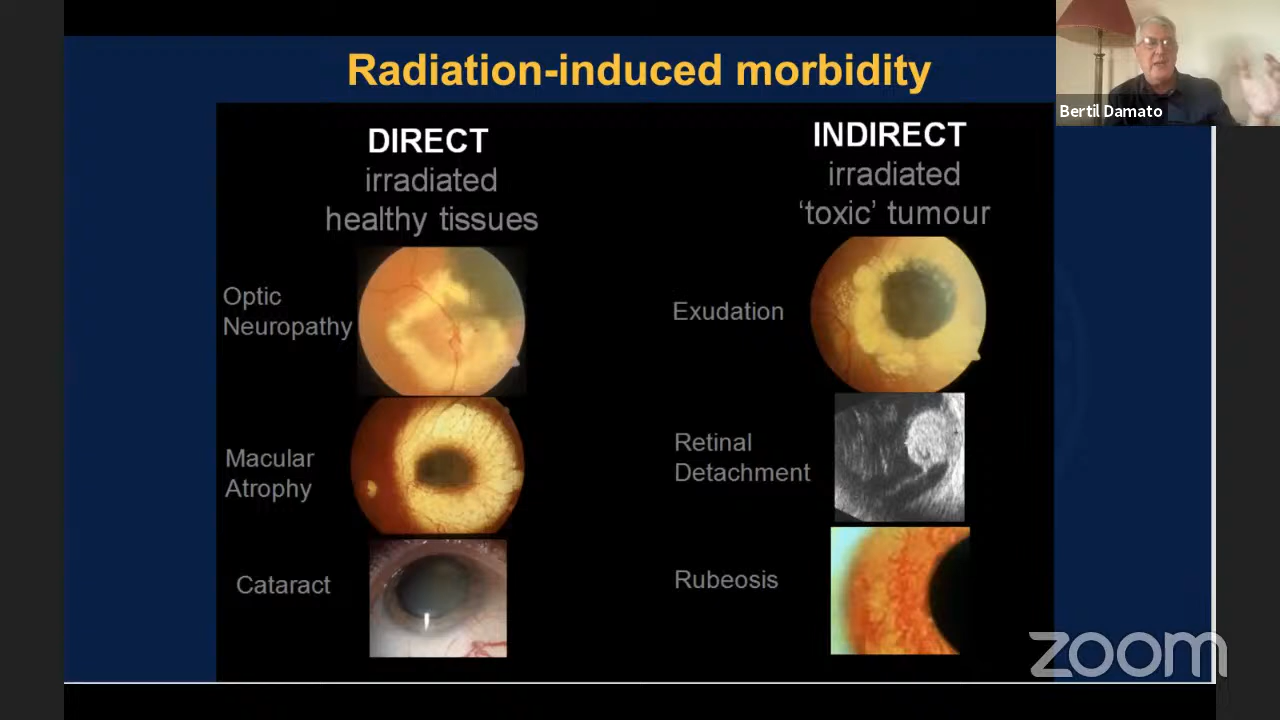 Radiation-induced morbidity
Bertil Damato
DIRECT
irradiated
healthy tissues
Optic
Neuropathy
Macular
Atrophy
Cataract
INDIRECT
irradiated
‘toxic’ tumour
Exudation
Retinal
Detachment
Rubeosis
zoom